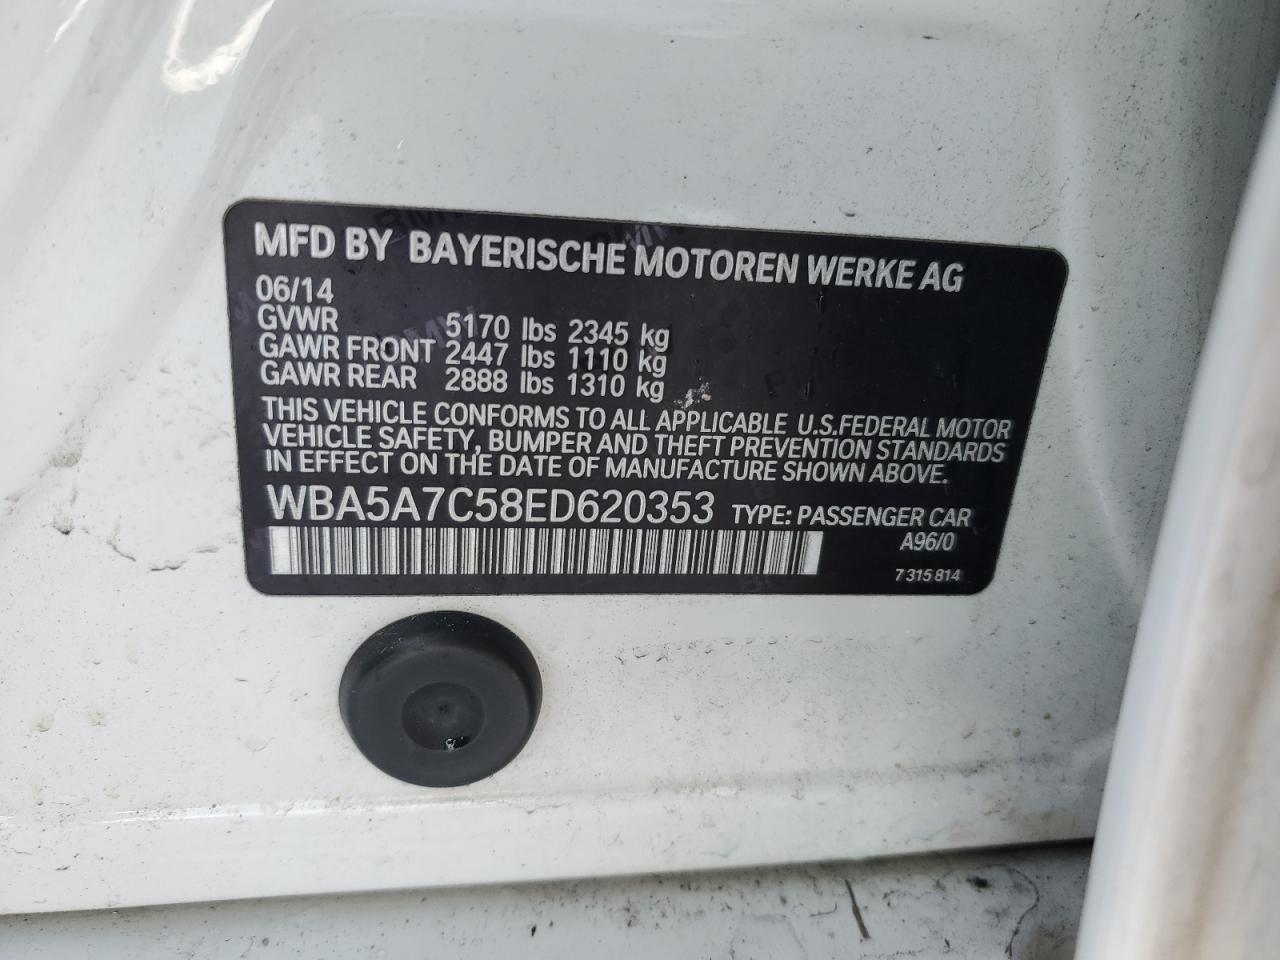 MFD BY BAYERISCHE MOTOREN WERKE AG
06/14
GVWR 5170 lbs 2345 kg
GAWR FRONT 2447 lbs 1110 kg
GAWR REAR 2888 lbs 1310 kg
THIS VEHICLE CONFORMS TO ALL APPLICABLE U.S.FEDERAL MOTOR
VEHICLE SAFETY, BUMPER AND THEFT PREVENTION STANDARDS
IN EFFECT ON THE DATE OF MANUFACTURE SHOWN ABOVE.
WBA5A7C58ED620353 TYPE: PASSENGER CAR
A96/0
7 315 814